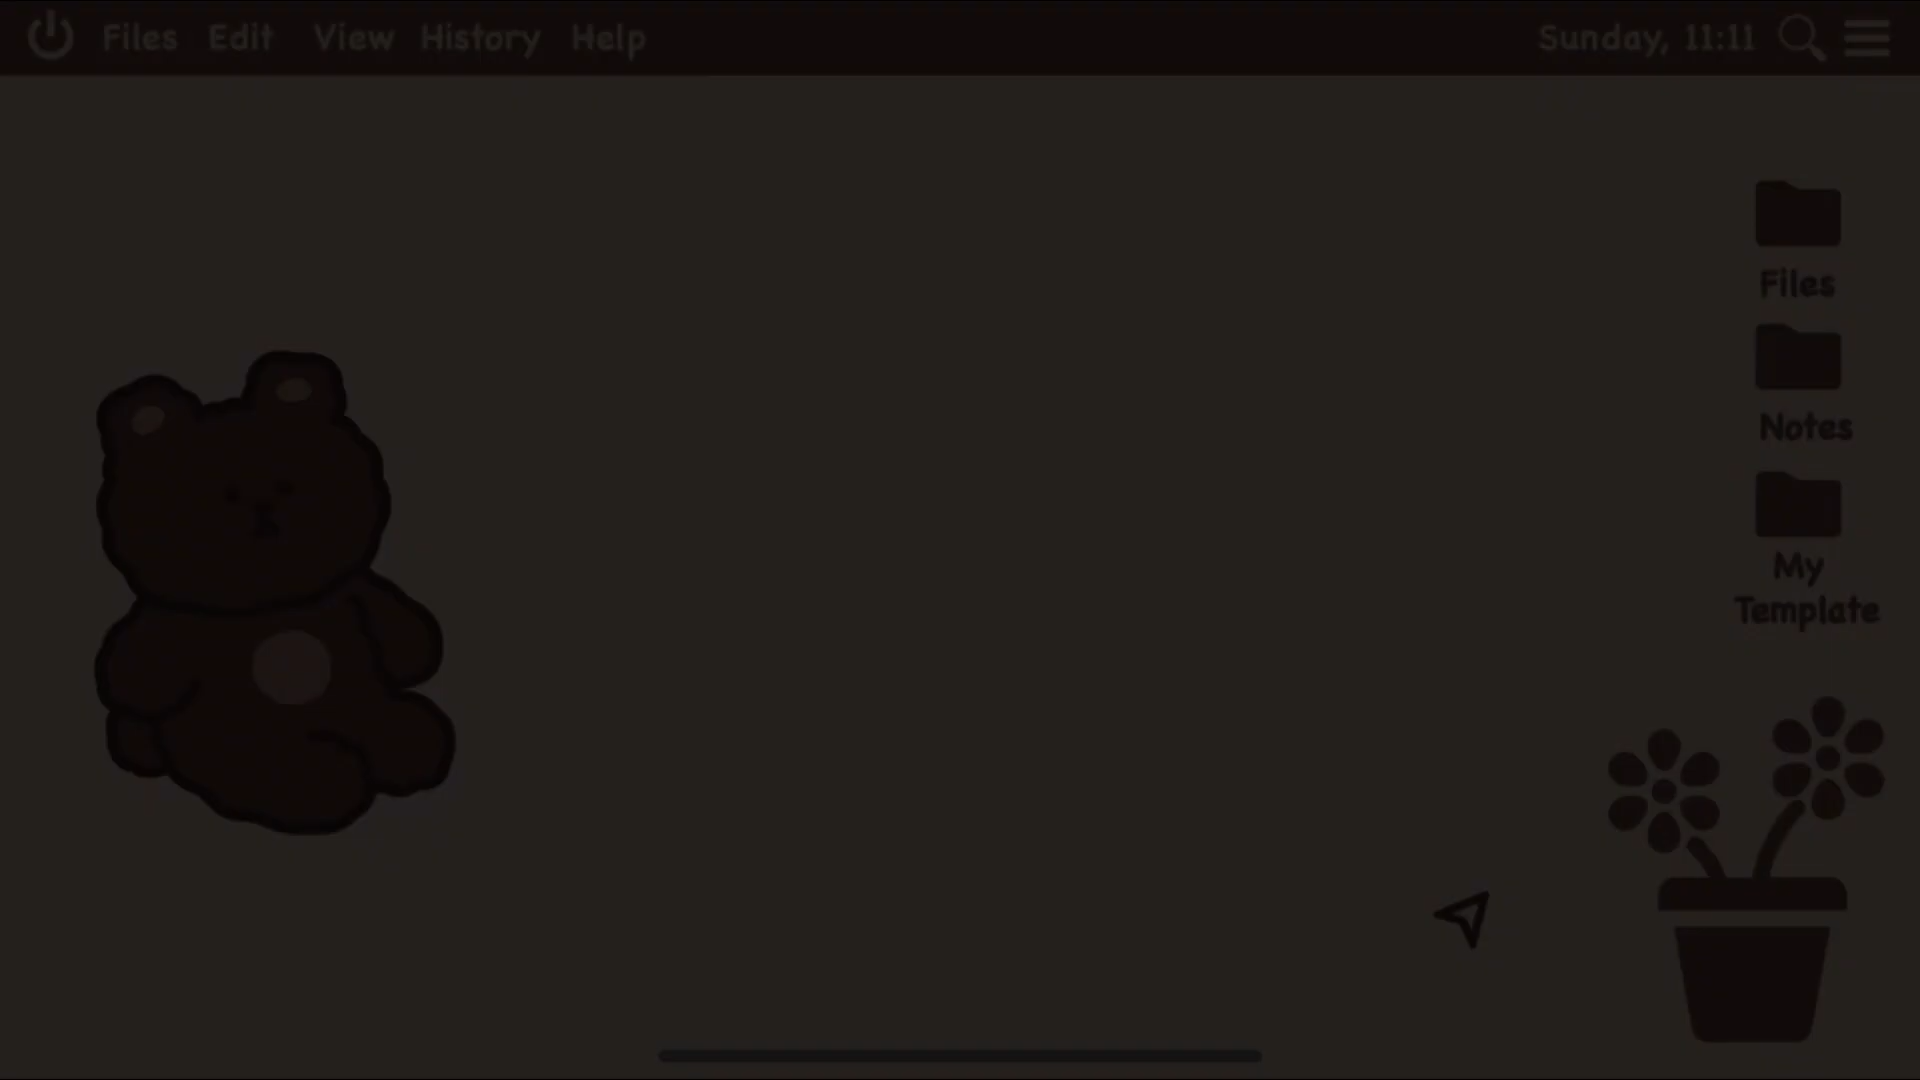 Files Edit View History Help Sunday, 11:11
Files
Notes
My
Template